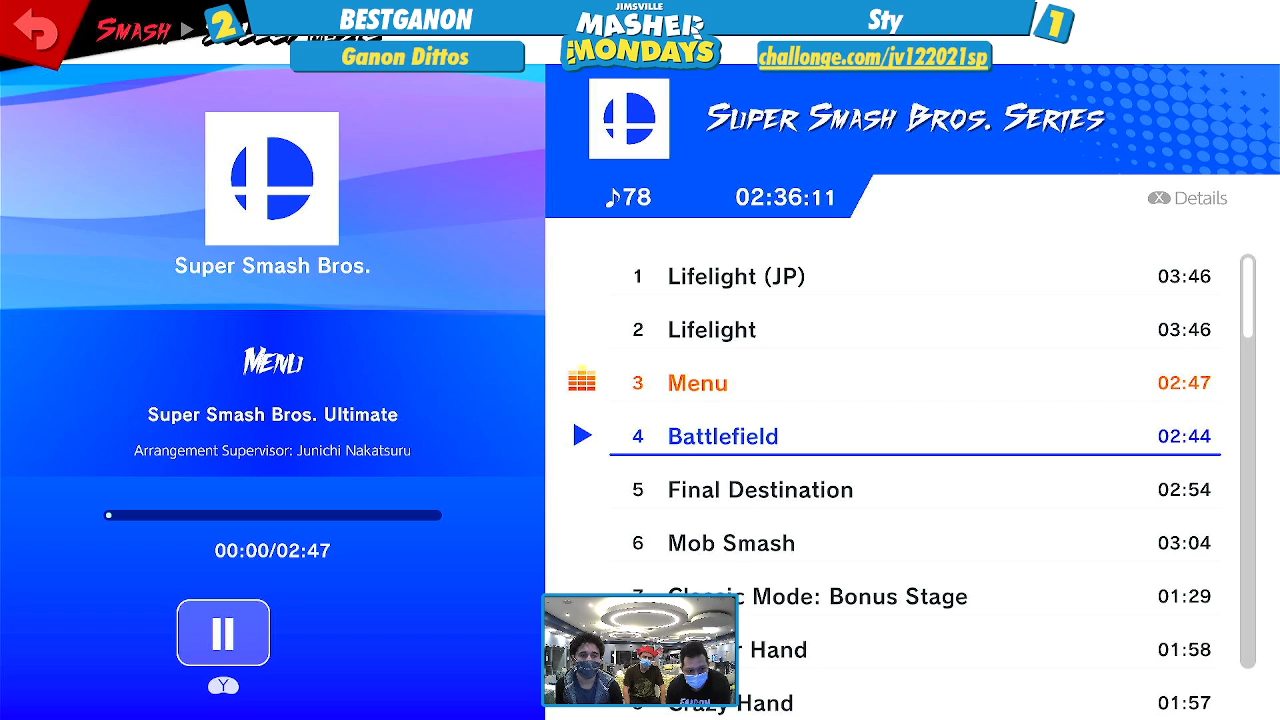 SMASH
2
BESTGANON
JIMSVILLE
MASHER
MONDAYS
Sty
1
Ganon Dittos
challonge.com/jv122021sp
Super Smash Bros.
MENU
Super Smash Bros. Ultimate
Arrangement Supervisor: Junichi Nakatsuru
00:00/02:47
Y
SUPER SMASH BROS. SERIES
♪78 02:36:11
X Details
1 Lifelight (JP) 03:46
2 Lifelight 03:46
3 Menu 02:47
4 Battlefield 02:44
5 Final Destination 02:54
6 Mob Smash 03:04
Mode: Bonus Stage 01:29
Hand 01:58
Hand 01:57